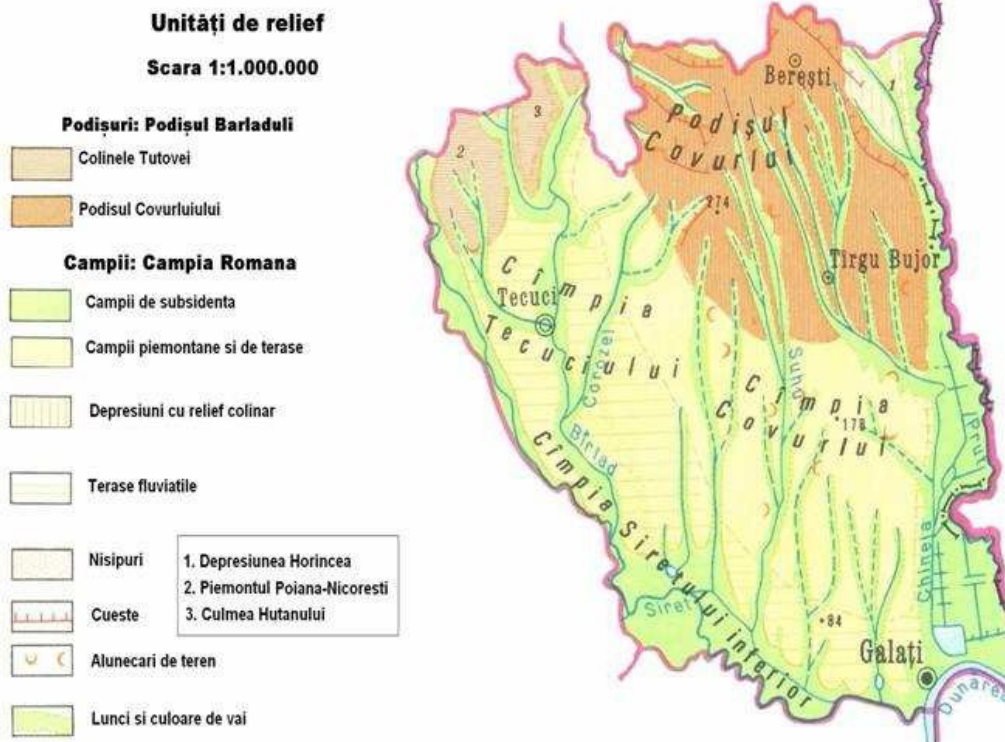 Unități de relief
Scara 1:1.000.000
Podișuri: Podișul Barladuli
Colinele Tutovei
Podisul Covurluiului
Campii: Campia Romana
Campii de subsidenta
Campii piemontane si de terase
Depresiuni cu relief colinar
Terase fluviatile
Nisipuri
1. Depresiunea Horincea
2. Piemontul Poiana-Nicoresti
3. Culmea Hutanului
Cueste
Alunecari de teren
Lunci si culoare de vai
Berești
1
3
2
Podișul
Covurlui
274
Tîrgu Bujor
Cîmpia
Tecuciului
Tecuci
Corozel
Suhu
Cîmpia
Covurlui
178
Bîrlad
Prut
Cîmpia Siretului inferior
Chineja
Siret
84
Galați
Dunărea